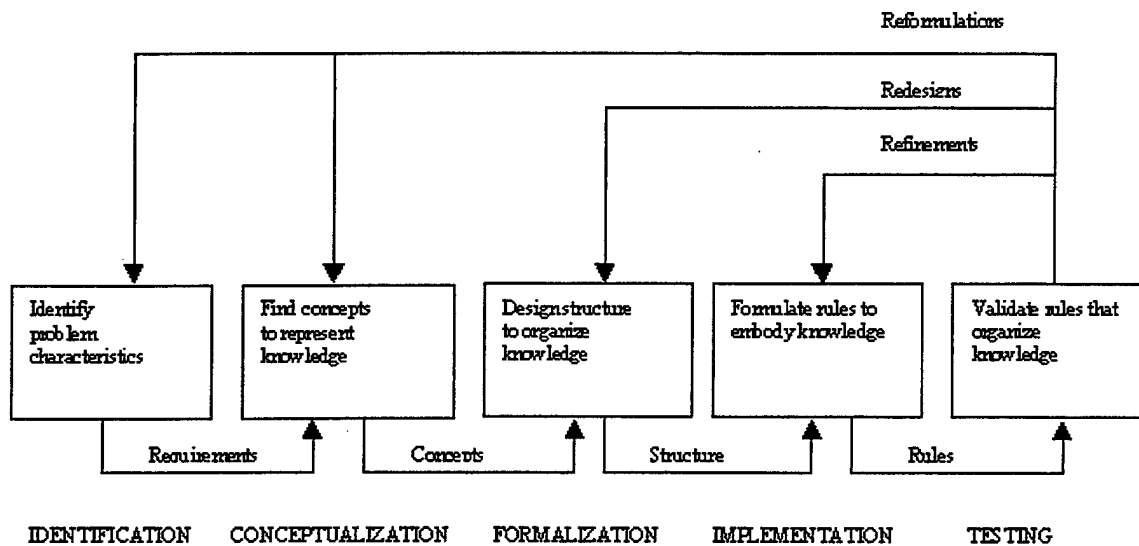 Reformulations
Redesigns
Refinements
Identify
problem
characteristics
Find concepts
to represent
knowledge
Design structure
to organize
knowledge
Formulate rules to
embody knowledge
Validate rules that
organize
knowledge
Requirements
Concepts
Structure
Rules
IDENTIFICATION
CONCEPTUALIZATION
FORMALIZATION
IMPLEMENTATION
TESTING